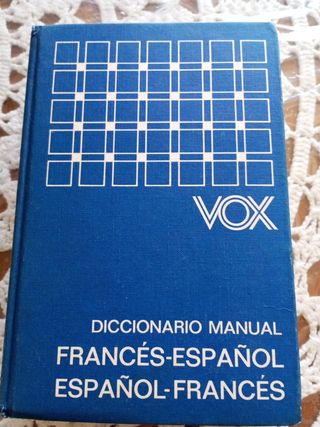 VOX
DICCIONARIO MANUAL
FRANCÉS-ESPAÑOL
ESPAÑOL-FRANCÉS